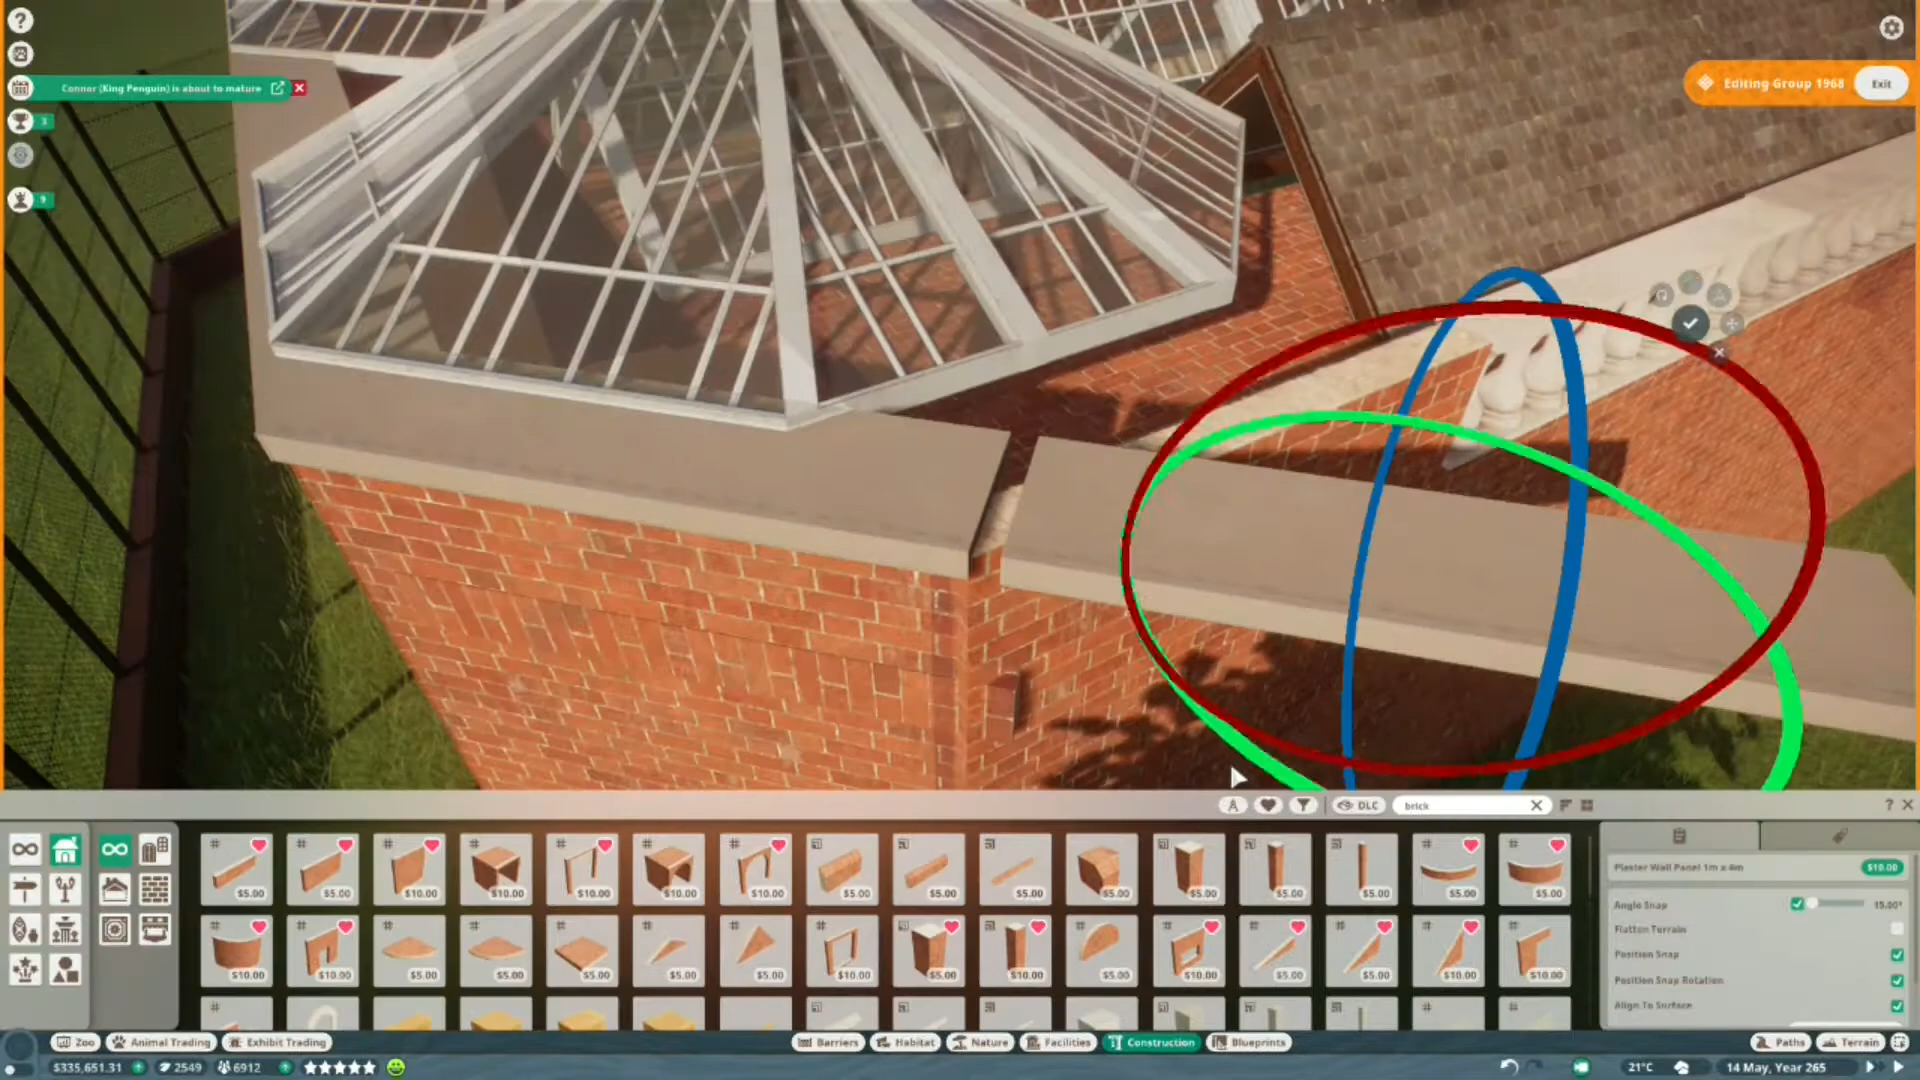 ?
Connor (King Penguin) is about to mature
3
9
Editing Group 1968
Exit
DLC
brick
?
$5.00 $5.00 $10.00 $10.00 $10.00 $10.00 $10.00 $5.00 $5.00 $5.00 $5.00 $5.00 $5.00 $5.00 $5.00 $5.00
$10.00 $10.00 $5.00 $5.00 $5.00 $5.00 $5.00 $10.00 $5.00 $10.00 $5.00 $10.00 $5.00 $5.00 $10.00 $10.00
Plaster Wall Panel 1m x 4m
$10.00
Angle Snap
15.00°
Flatten Terrain
Position Snap
Position Snap Rotation
Align To Surface
Zoo
Animal Trading
Exhibit Trading
Barriers
Habitat
Nature
Facilities
Construction
Blueprints
Paths
Terrain
$335,651.31
2549
6912
21°C
14 May, Year 265